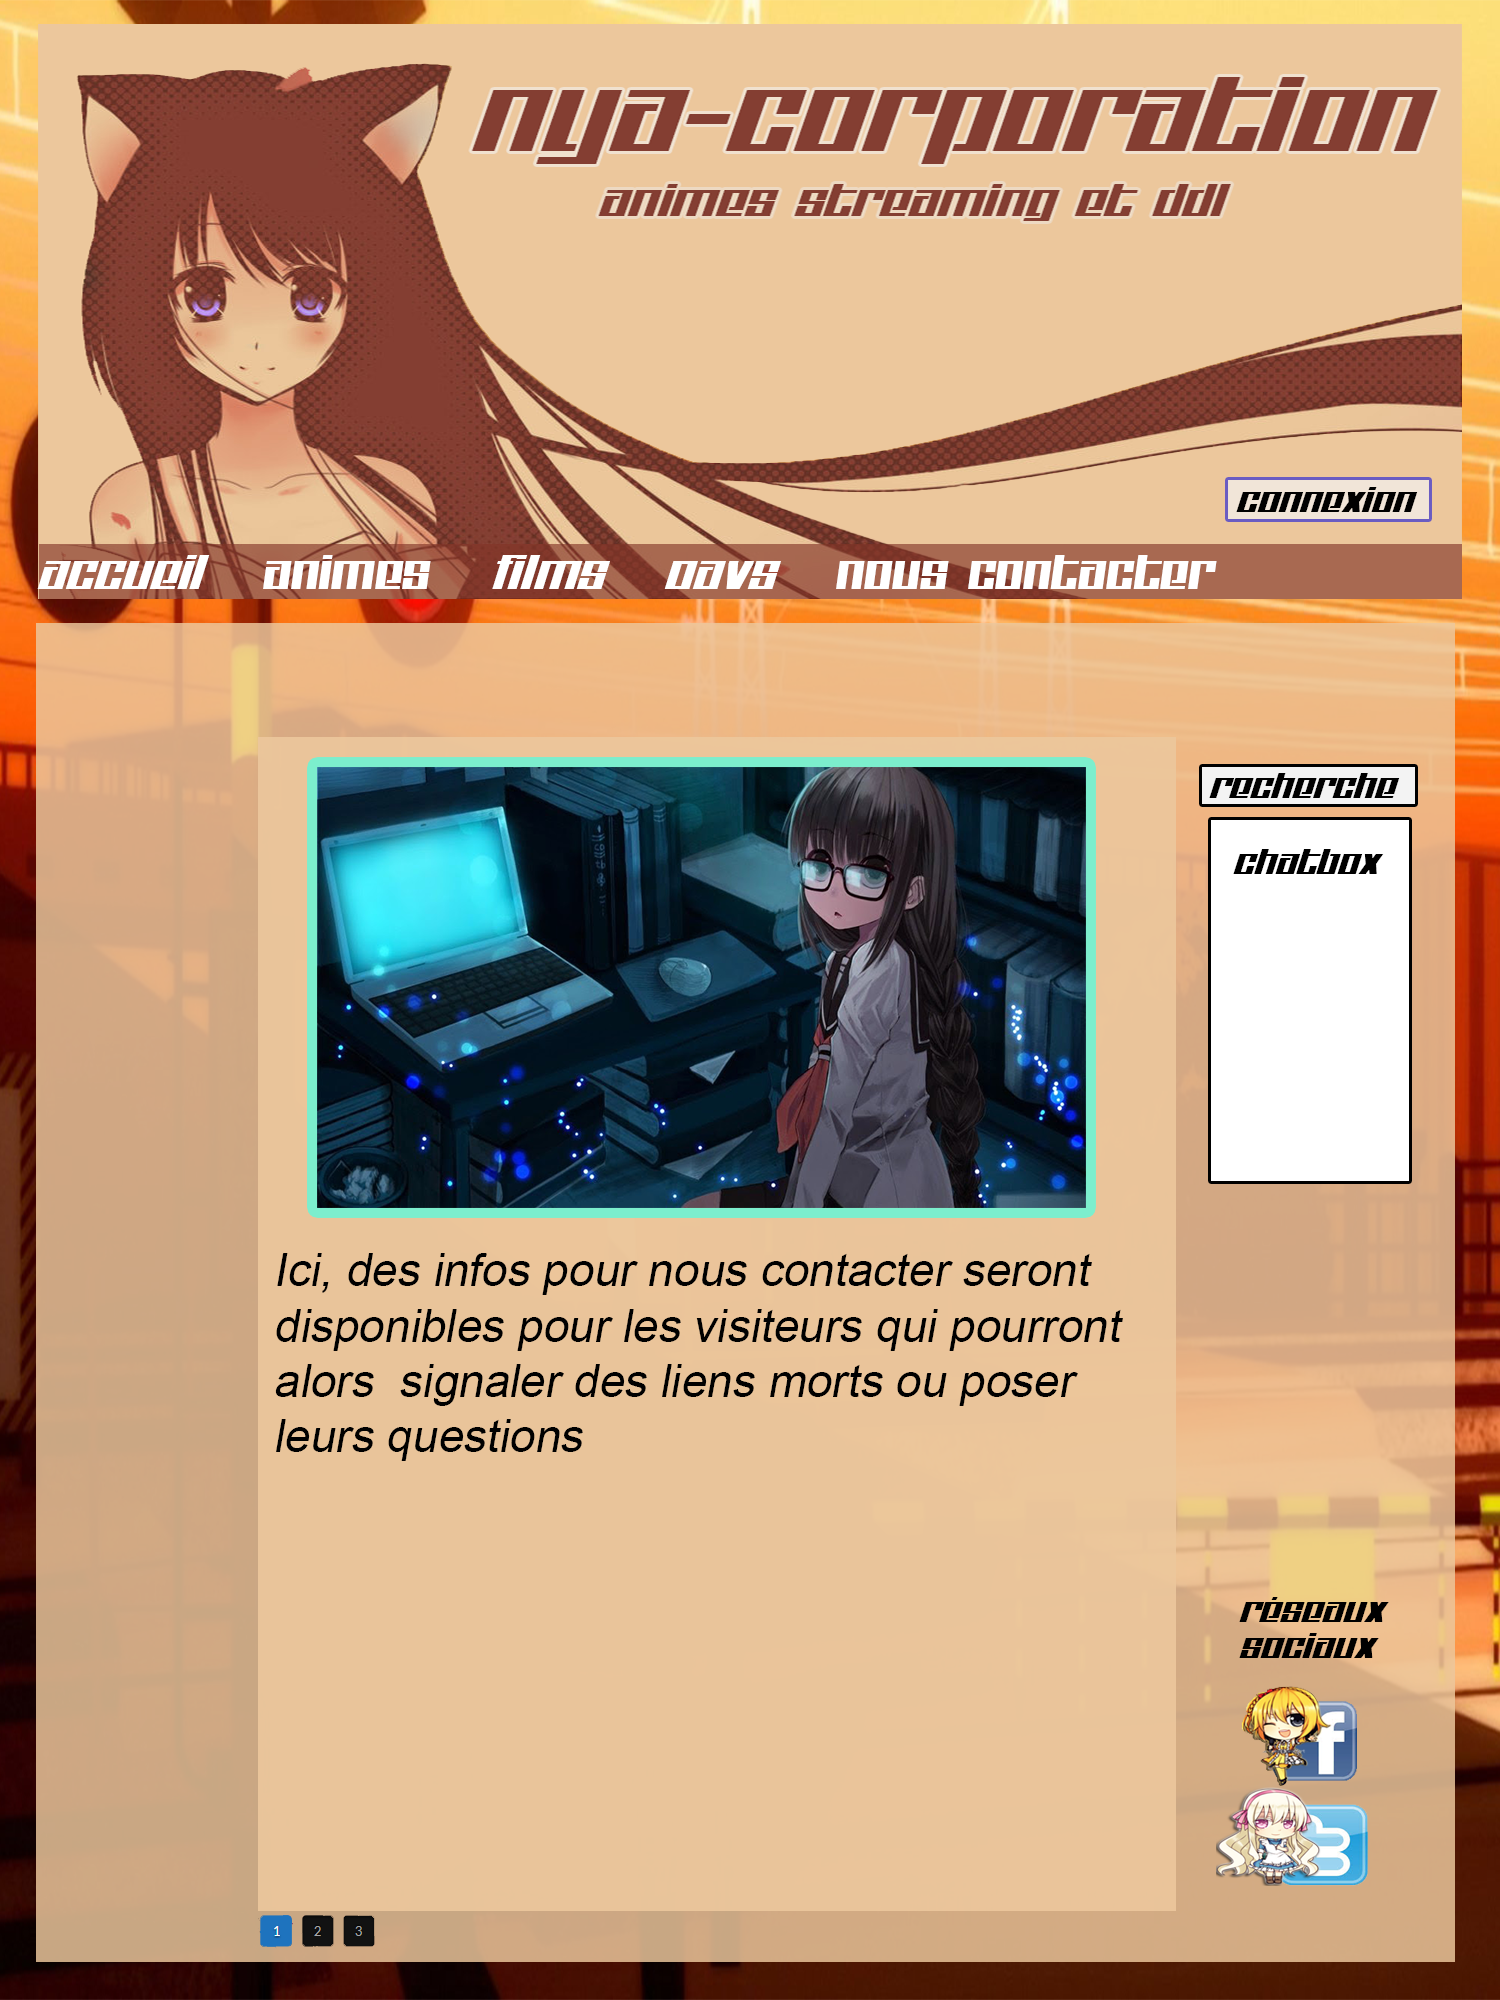 nya-corporation
animes streaming et ddl
connexion
accueil animes films oavs nous contacter
recherche
chatbox
Ici, des infos pour nous contacter seront
disponibles pour les visiteurs qui pourront
alors signaler des liens morts ou poser
leurs questions
réseaux
sociaux
f
1 2 3